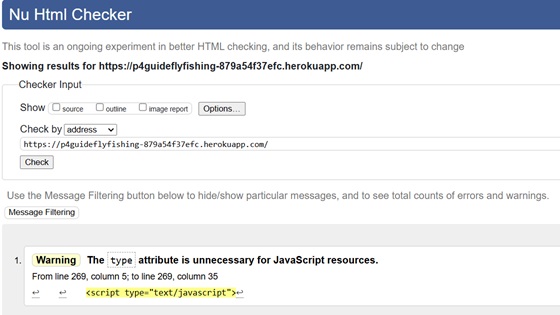 Nu Html Checker
This tool is an ongoing experiment in better HTML checking, and its behavior remains subject to change
Showing results for https://p4guideflyfishing-879a54f37efc.herokuapp.com/
Checker Input
Show source outline image report Options...
Check by address
https://p4guideflyfishing-879a54f37efc.herokuapp.com/
Check
Use the Message Filtering button below to hide/show particular messages, and to see total counts of errors and warnings.
Message Filtering
1. Warning The type attribute is unnecessary for JavaScript resources.
From line 269, column 5; to line 269, column 35
↩ ↩ <script type="text/javascript">↩